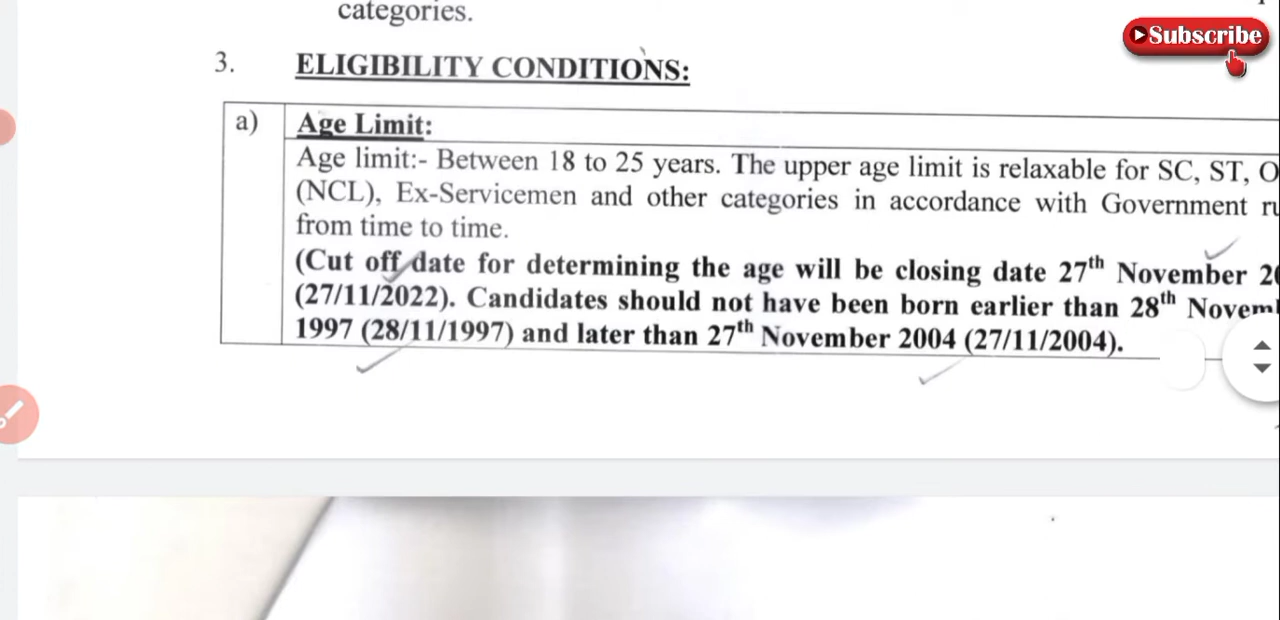 categories.
Subscribe
3. ELIGIBILITY CONDITIONS:
a) Age Limit:
Age limit:- Between 18 to 25 years. The upper age limit is relaxable for SC, ST,
(NCL), Ex-Servicemen and other categories in accordance with Government
from time to time.
(Cut off date for determining the age will be closing date 27th November
(27/11/2022). Candidates should not have been born earlier than 28th
1997 (28/11/1997) and later than 27th November 2004 (27/11/2004).